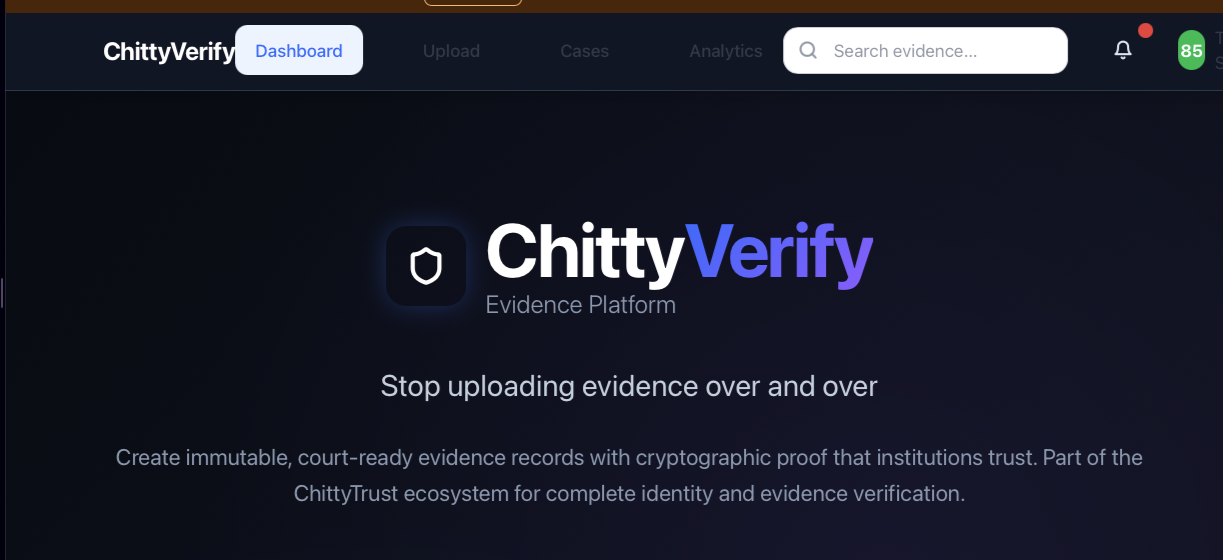 ChittyVerify
Dashboard
Upload
Cases
Analytics
Search evidence...
85
ChittyVerify
Evidence Platform
Stop uploading evidence over and over
Create immutable, court-ready evidence records with cryptographic proof that institutions trust. Part of the
ChittyTrust ecosystem for complete identity and evidence verification.